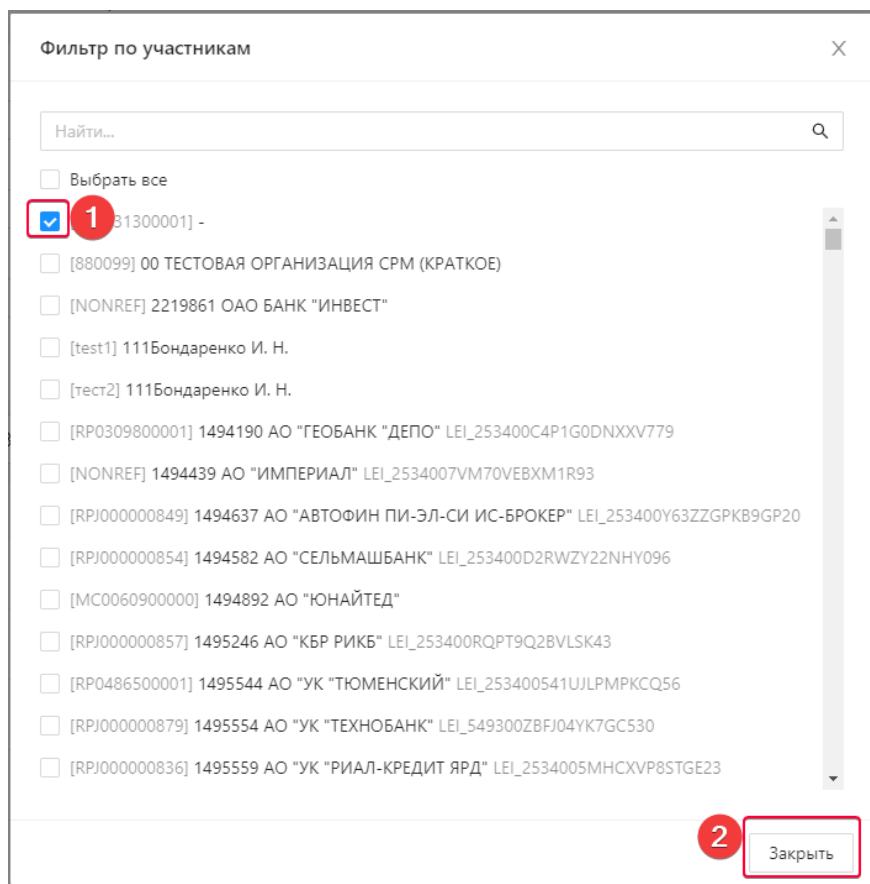 Фильтр по участникам
Найти...
Выбрать все
1 31300001] -
[880099] 00 ТЕСТОВАЯ ОРГАНИЗАЦИЯ СРМ (КРАТКОЕ)
[NONREF] 2219861 ОАО БАНК "ИНВЕСТ"
[test1] 111Бондаренко И. Н.
[тест2] 111Бондаренко И. Н.
[RP0309800001] 1494190 АО "ГЕОБАНК "ДЕПО" LEI_253400C4P1G0DNXXV779
[NONREF] 1494439 АО "ИМПЕРИАЛ" LEI_2534007VM70VEBXM1R93
[RPJ000000849] 1494637 АО "АВТОФИН ПИ-ЭЛ-СИ ИС-БРОКЕР" LEI_253400Y63ZZGPKB9GP20
[RPJ000000854] 1494582 АО "СЕЛЬМАШБАНК" LEI_253400D2RWZY22NHY096
[MC0060900000] 1494892 АО "ЮНАЙТЕД"
[RPJ000000857] 1495246 АО "КБР РИКБ" LEI_253400RQPT9Q2BVLSK43
[RP0486500001] 1495544 АО "УК "ТЮМЕНСКИЙ" LEI_253400541UJLPMPKCQ56
[RPJ000000879] 1495554 АО "УК "ТЕХНОБАНК" LEI_549300ZBFJ04YK7GC530
[RPJ000000836] 1495559 АО "УК "РИАЛ-КРЕДИТ ЯРД" LEI_2534005MHCXVP8STGE23
2
Закрыть